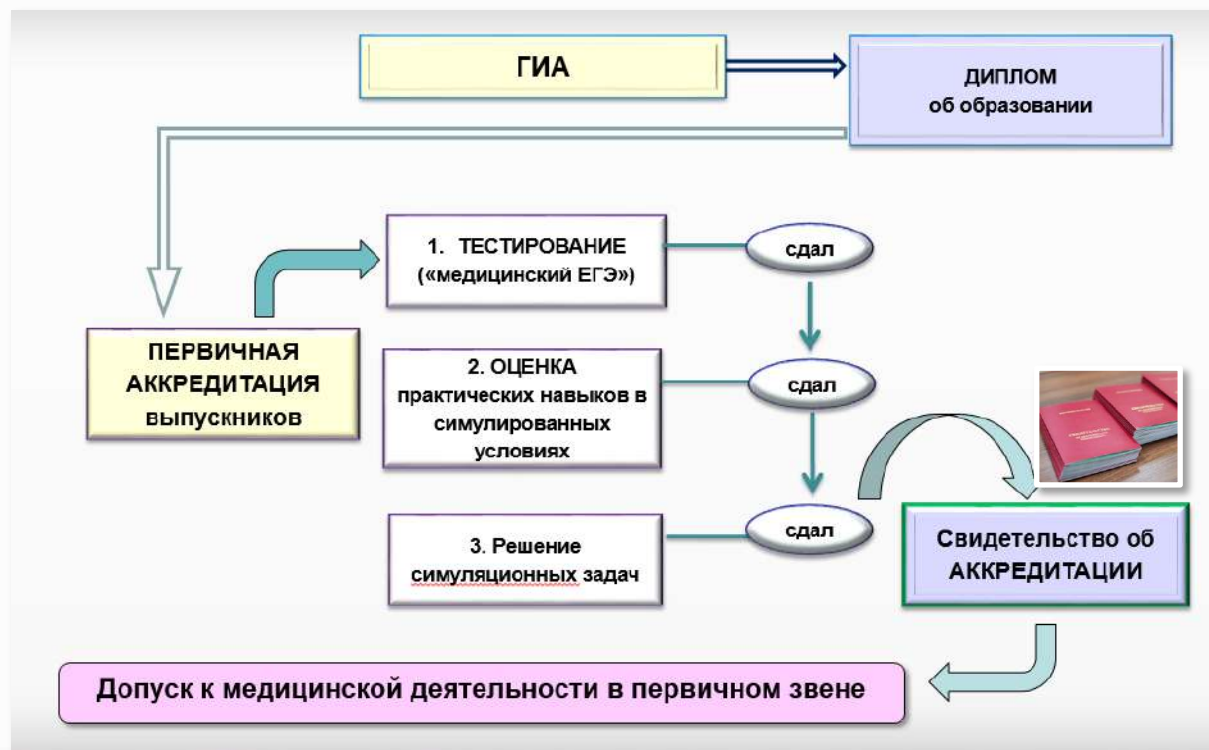 ГИА
ДИПЛОМ
об образовании
1. ТЕСТИРОВАНИЕ
(«медицинский ЕГЭ»)
сдал
ПЕРВИЧНАЯ
АККРЕДИТАЦИЯ
выпускников
2. ОЦЕНКА
практических навыков в
симулированных
условиях
сдал
3. Решение
симуляционных задач
сдал
Свидетельство об
АККРЕДИТАЦИИ
Допуск к медицинской деятельности в первичном звене